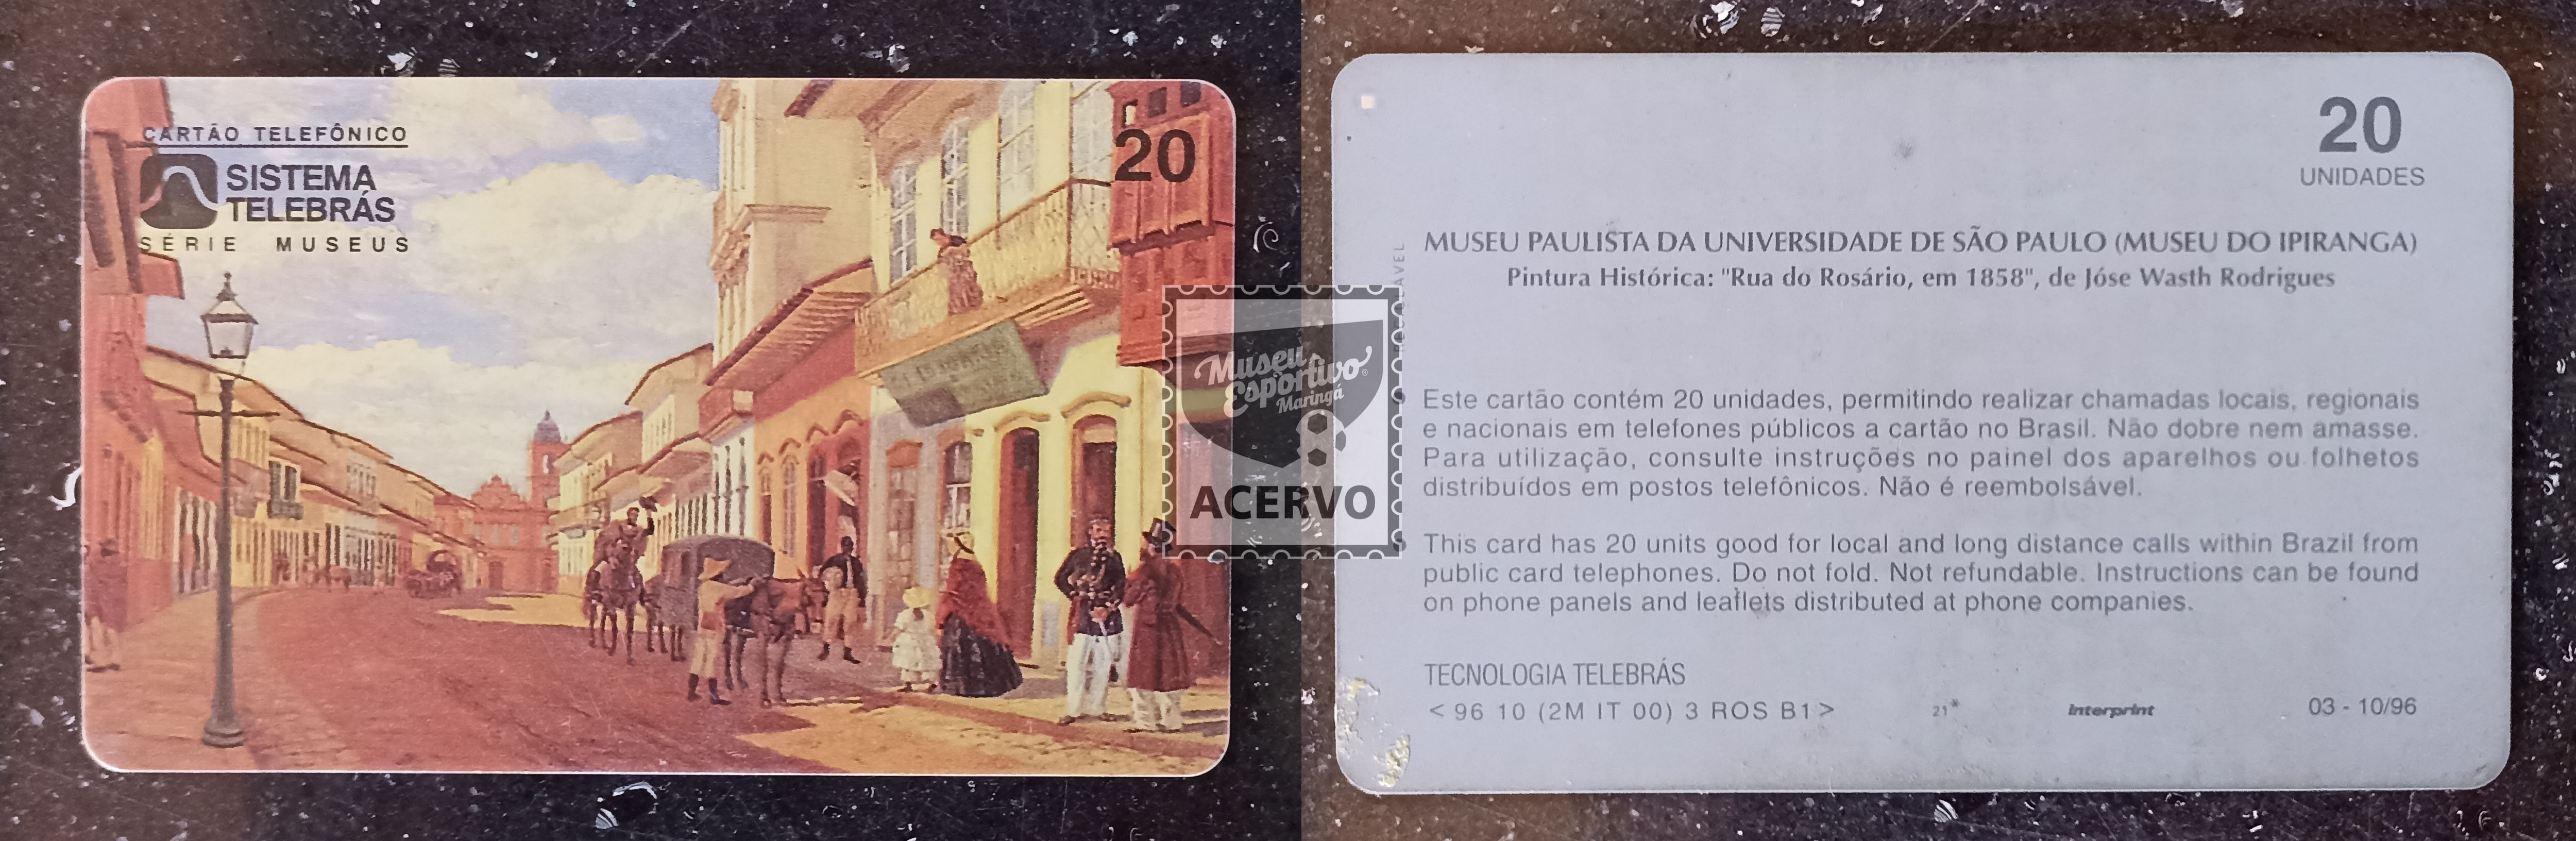 CARTÃO TELEFÔNICO
SISTEMA
TELEBRÁS
SÉRIE MUSEUS
20
20
UNIDADES
MUSEU PAULISTA DA UNIVERSIDADE DE SÃO PAULO (MUSEU DO IPIRANGA)
Pintura Histórica: "Rua do Rosário, em 1858", de Jóse Wasth Rodrigues
Este cartão contém 20 unidades, permitindo realizar chamadas locais, regionais
e nacionais em telefones públicos a cartão no Brasil. Não dobre nem amasse.
Para utilização, consulte instruções no painel dos aparelhos ou folhetos
distribuídos em postos telefônicos. Não é reembolsável.
This card has 20 units good for local and long distance calls within Brazil from
public card telephones. Do not fold. Not refundable. Instructions can be found
on phone panels and leaflets distributed at phone companies.
TECNOLOGIA TELEBRÁS
< 96 10 (2M IT 00) 3 ROS B1 >
21*
Interprint
03 - 10/96
Museu
Esportivo
Maringá
ACERVO